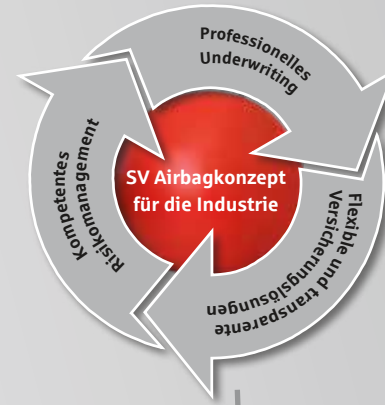 Professionelles
Underwriting
SV Airbagkonzept
für die Industrie
Flexible und transparente
Versicherungslösungen
Kompetentes
Risikomanagement